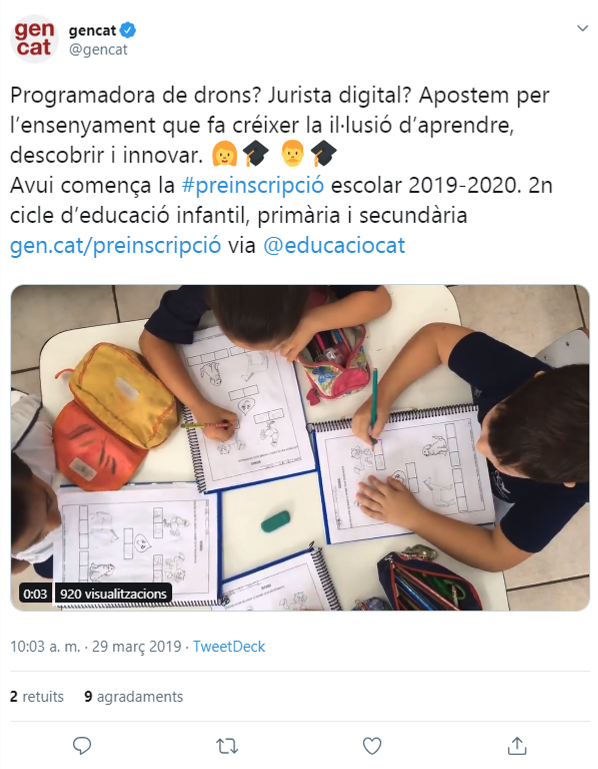 gen
cat
gencat
@gencat
Programadora de drons? Jurista digital? Apostem per
l'ensenyament que fa créixer la il·lusió d'aprendre,
descobrir i innovar. 👩‍🎓 👨‍🎓
Avui comença la #preinscripció escolar 2019-2020. 2n
cicle d'educació infantil, primària i secundària
gen.cat/preinscripció via @educaciocat
0:03 920 visualitzacions
10:03 a. m. · 29 març 2019 · TweetDeck
2 retuits 9 agradaments